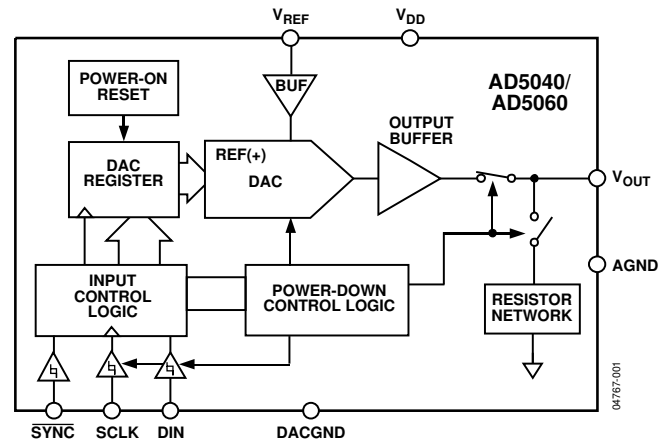 VREF
VDD
BUF
AD5040/
AD5060
POWER-ON
RESET
OUTPUT
BUFFER
REF(+)
DAC
DAC
REGISTER
VOUT
INPUT
CONTROL
LOGIC
POWER-DOWN
CONTROL LOGIC
AGND
RESISTOR
NETWORK
SYNC
SCLK
DIN
DACGND
04767-001